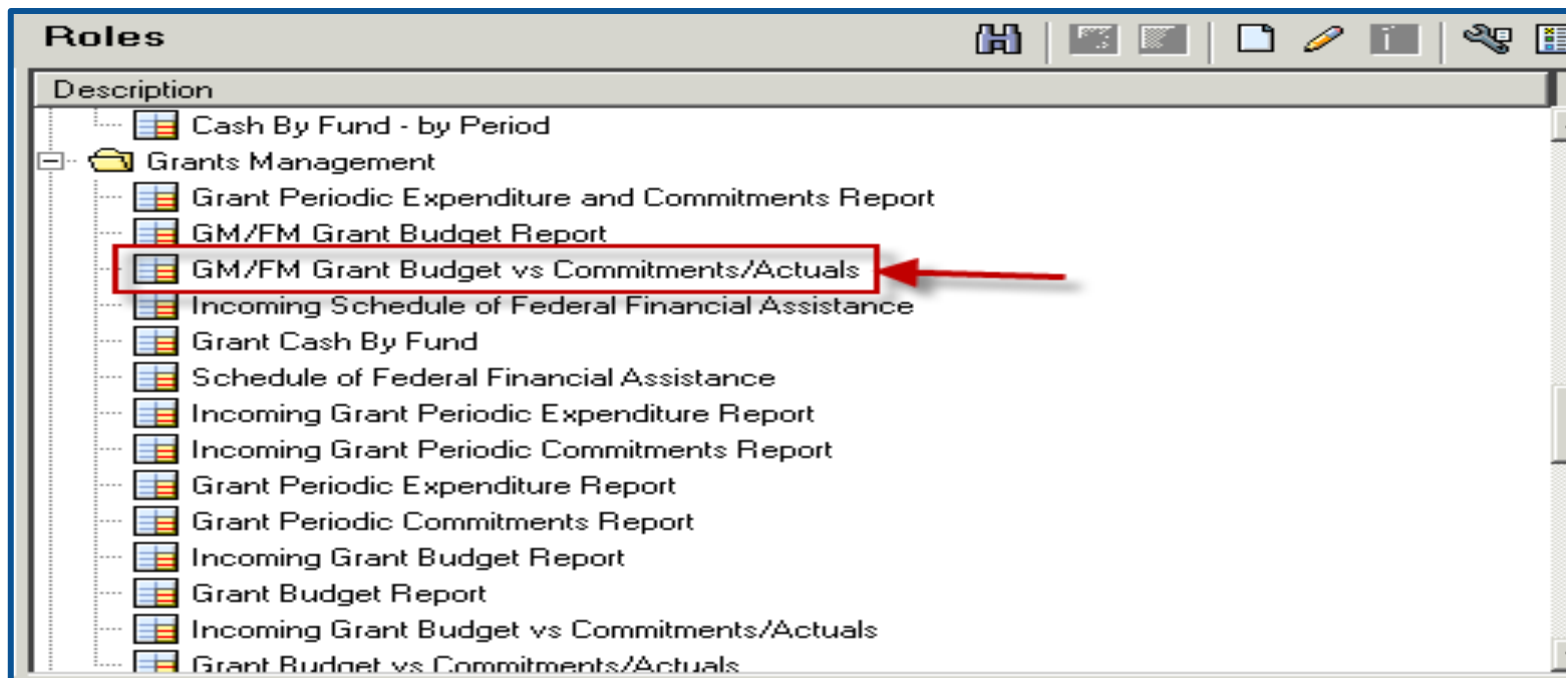 Roles
Description
Cash By Fund - by Period
Grants Management
Grant Periodic Expenditure and Commitments Report
GM/FM Grant Budget Report
GM/FM Grant Budget vs Commitments/Actuals
Incoming Schedule of Federal Financial Assistance
Grant Cash By Fund
Schedule of Federal Financial Assistance
Incoming Grant Periodic Expenditure Report
Incoming Grant Periodic Commitments Report
Grant Periodic Expenditure Report
Grant Periodic Commitments Report
Incoming Grant Budget Report
Grant Budget Report
Incoming Grant Budget vs Commitments/Actuals
Grant Budget vs Commitments/Actuals